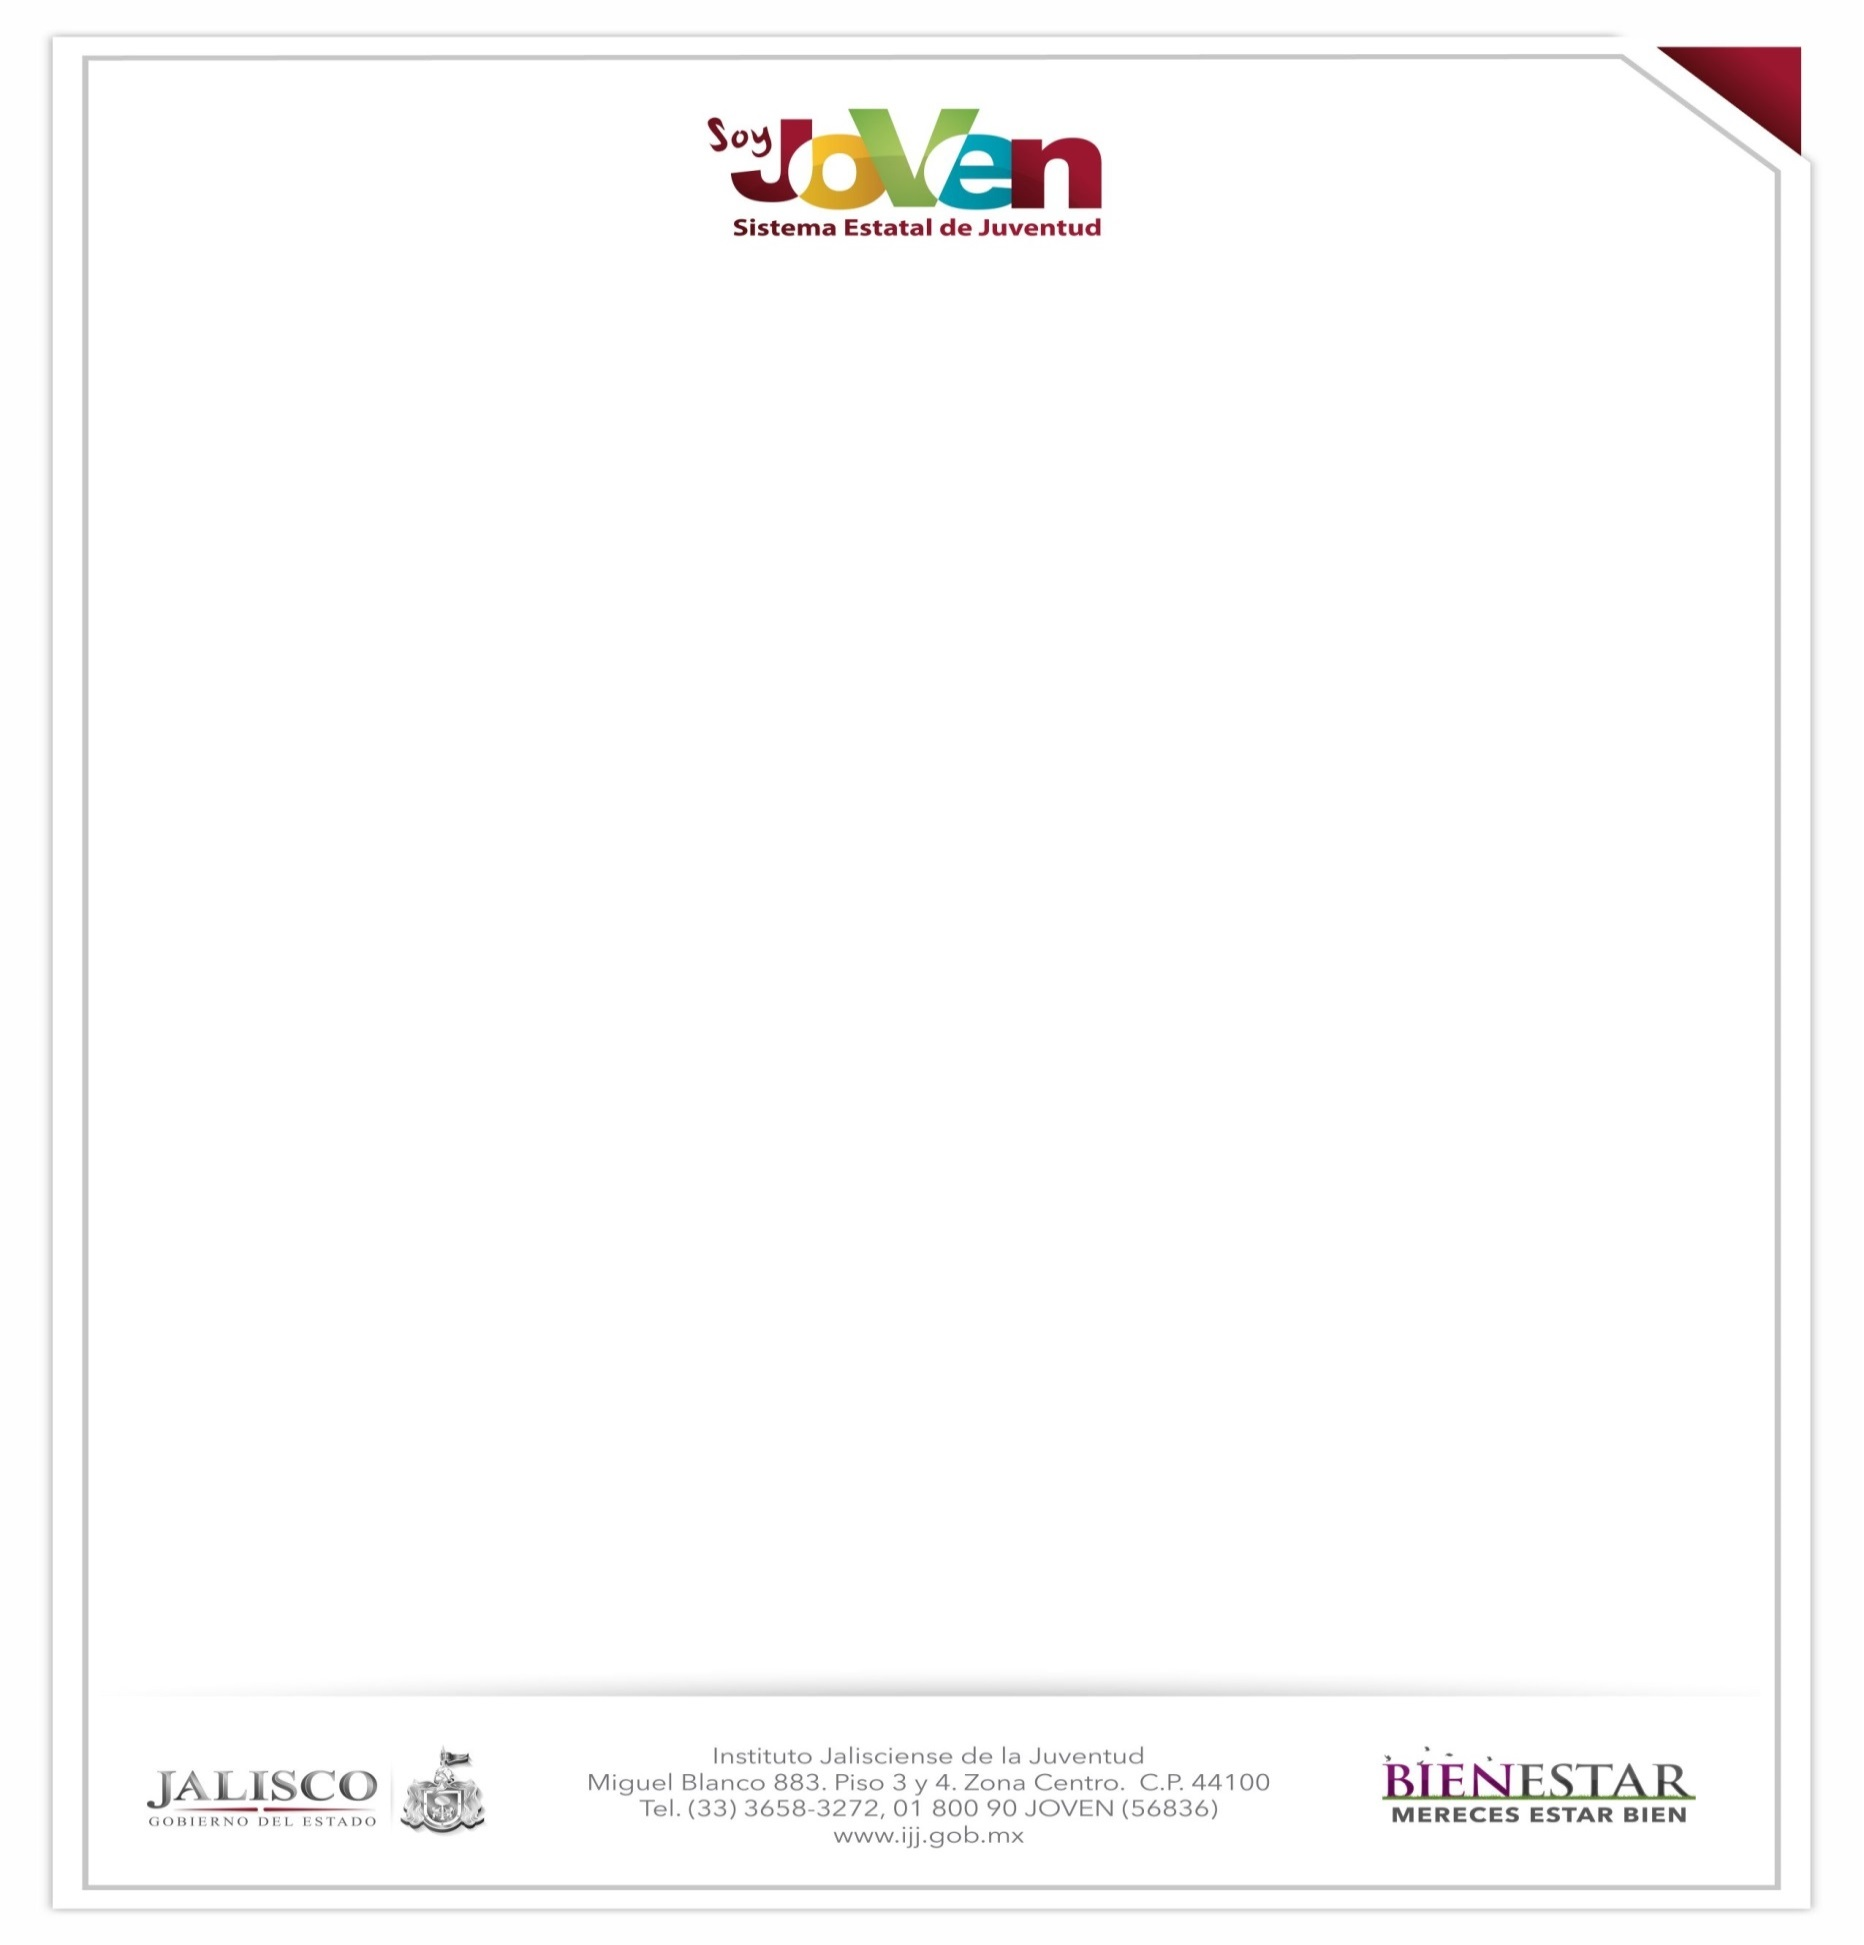 Soy
JoVen
Sistema Estatal de Juventud
Instituto Jalisciense de la Juventud
Miguel Blanco 883. Piso 3 y 4. Zona Centro.  C.P. 44100
Tel. (33) 3658-3272, 01 800 90 JOVEN (56836)
www.ijj.gob.mx
JALISCO
GOBIERNO DEL ESTADO
BIENESTAR
MERECES ESTAR BIEN